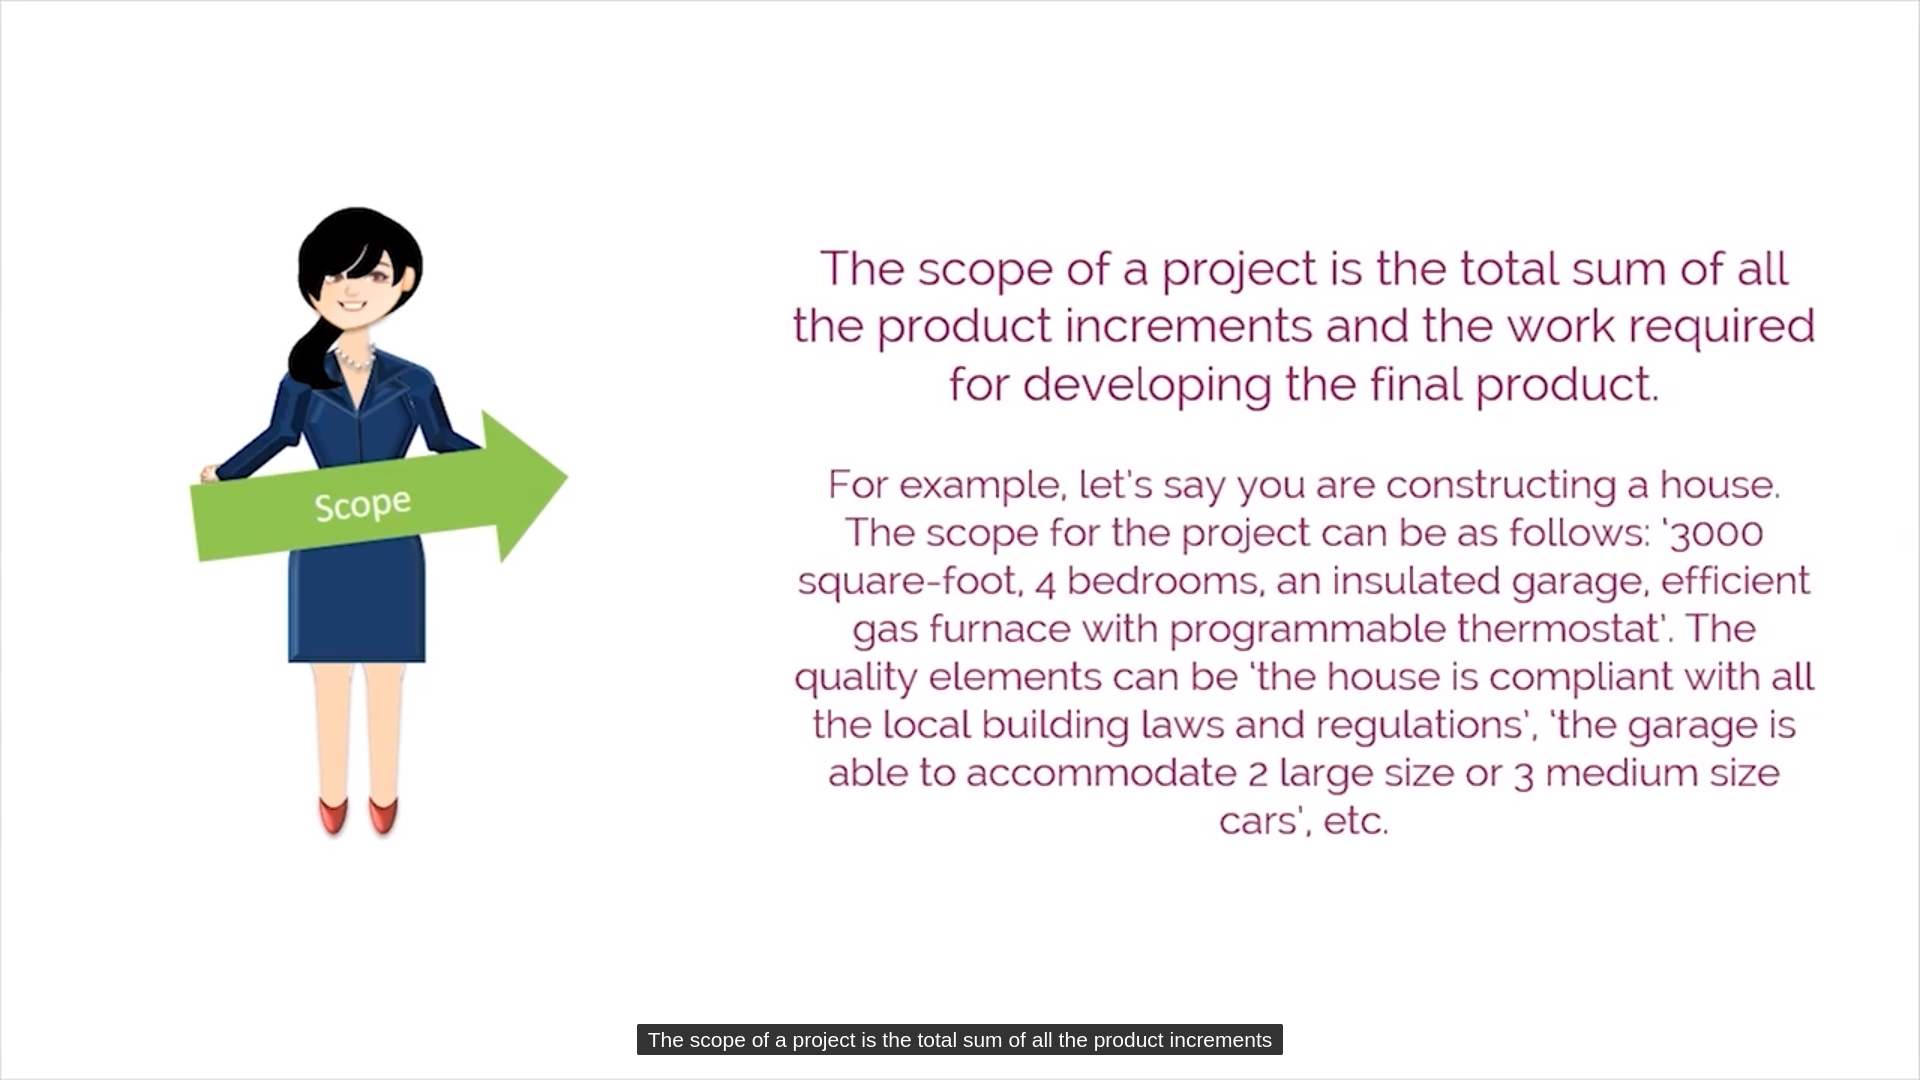 Scope
The scope of a project is the total sum of all
the product increments and the work required
for developing the final product.
For example, let's say you are constructing a house.
The scope for the project can be as follows: ‘3000
square-foot, 4 bedrooms, an insulated garage, efficient
gas furnace with programmable thermostat’. The
quality elements can be ‘the house is compliant with all
the local building laws and regulations’, ‘the garage is
able to accommodate 2 large size or 3 medium size
cars’, etc.
The scope of a project is the total sum of all the product increments